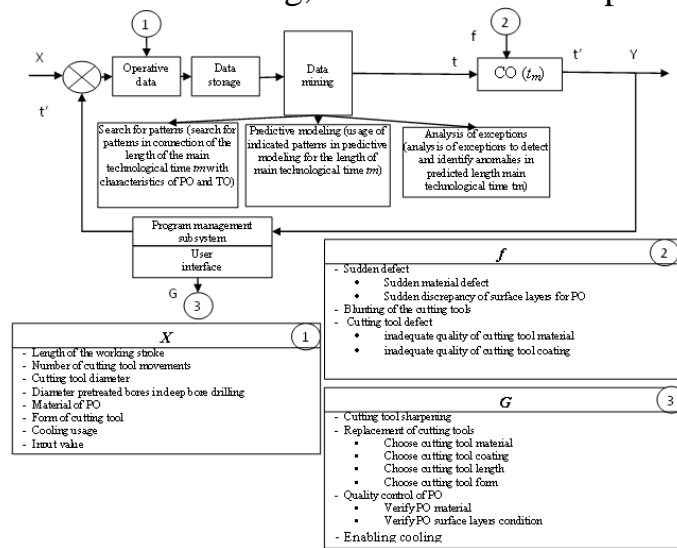 1
2
f
X
t’
Operative
data
Data
storage
Data
mining
t
CO (tm)
t’
Y
Search for patterns (search for
patterns in connection of the
length of the main
technological time tm with
characteristics of PO and TO)
Predictive modeling (usage of
indicated patterns in predictive
modeling for the length of
main technological time tm)
Analysis of exceptions
(analysis of exceptions to detect
and identify anomalies in
predicted length main
technological time tm)
Program management
subsystem
User
interface
G
3
X
1
- Length of the working stroke
- Number of cutting tool movements
- Cutting tool diameter
- Diameter pretreated bores in deep bore drilling
- Material of PO
- Form of cutting tool
- Cooling usage
- Input value
f
2
- Sudden defect
• Sudden material defect
• Sudden discrepancy of surface layers for PO
- Blunting of the cutting tools
- Cutting tool defect
• inadequate quality of cutting tool material
• inadequate quality of cutting tool coating
G
3
- Cutting tool sharpening
- Replacement of cutting tools
• Choose cutting tool material
• Choose cutting tool coating
• Choose cutting tool length
• Choose cutting tool form
- Quality control of PO
• Verify PO material
• Verify PO surface layers condition
- Enabling cooling